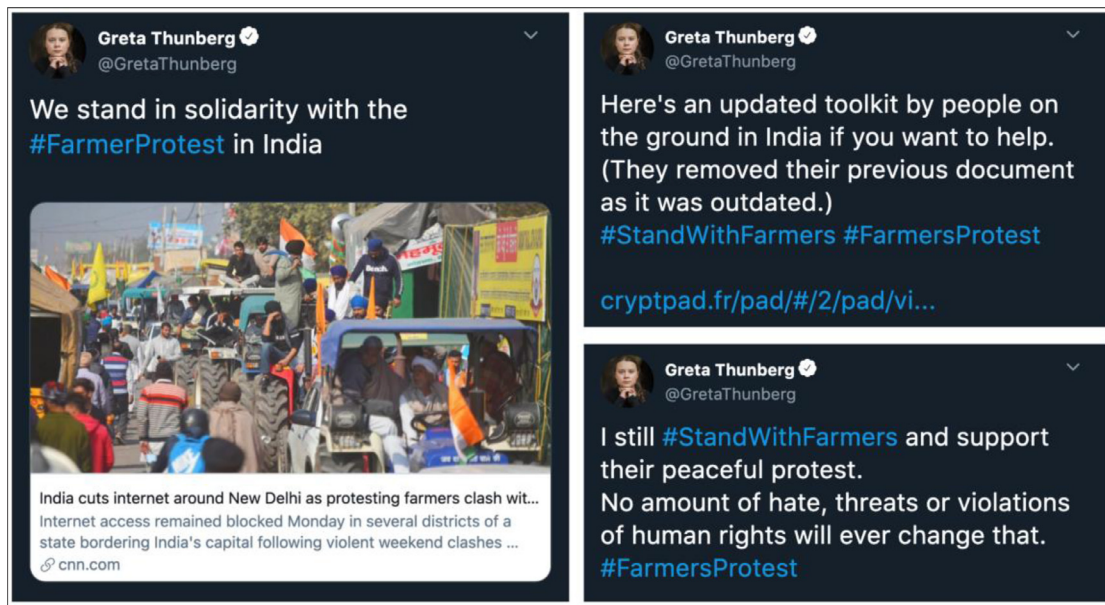 Greta Thunberg
@GretaThunberg
We stand in solidarity with the
#FarmerProtest in India
India cuts internet around New Delhi as protesting farmers clash wit...
Internet access remained blocked Monday in several districts of a
state bordering India's capital following violent weekend clashes ...
cnn.com
Greta Thunberg
@GretaThunberg
Here's an updated toolkit by people on
the ground in India if you want to help.
(They removed their previous document
as it was outdated.)
#StandWithFarmers #FarmersProtest
cryptpad.fr/pad/#/2/pad/vi...
Greta Thunberg
@GretaThunberg
I still #StandWithFarmers and support
their peaceful protest.
No amount of hate, threats or violations
of human rights will ever change that.
#FarmersProtest